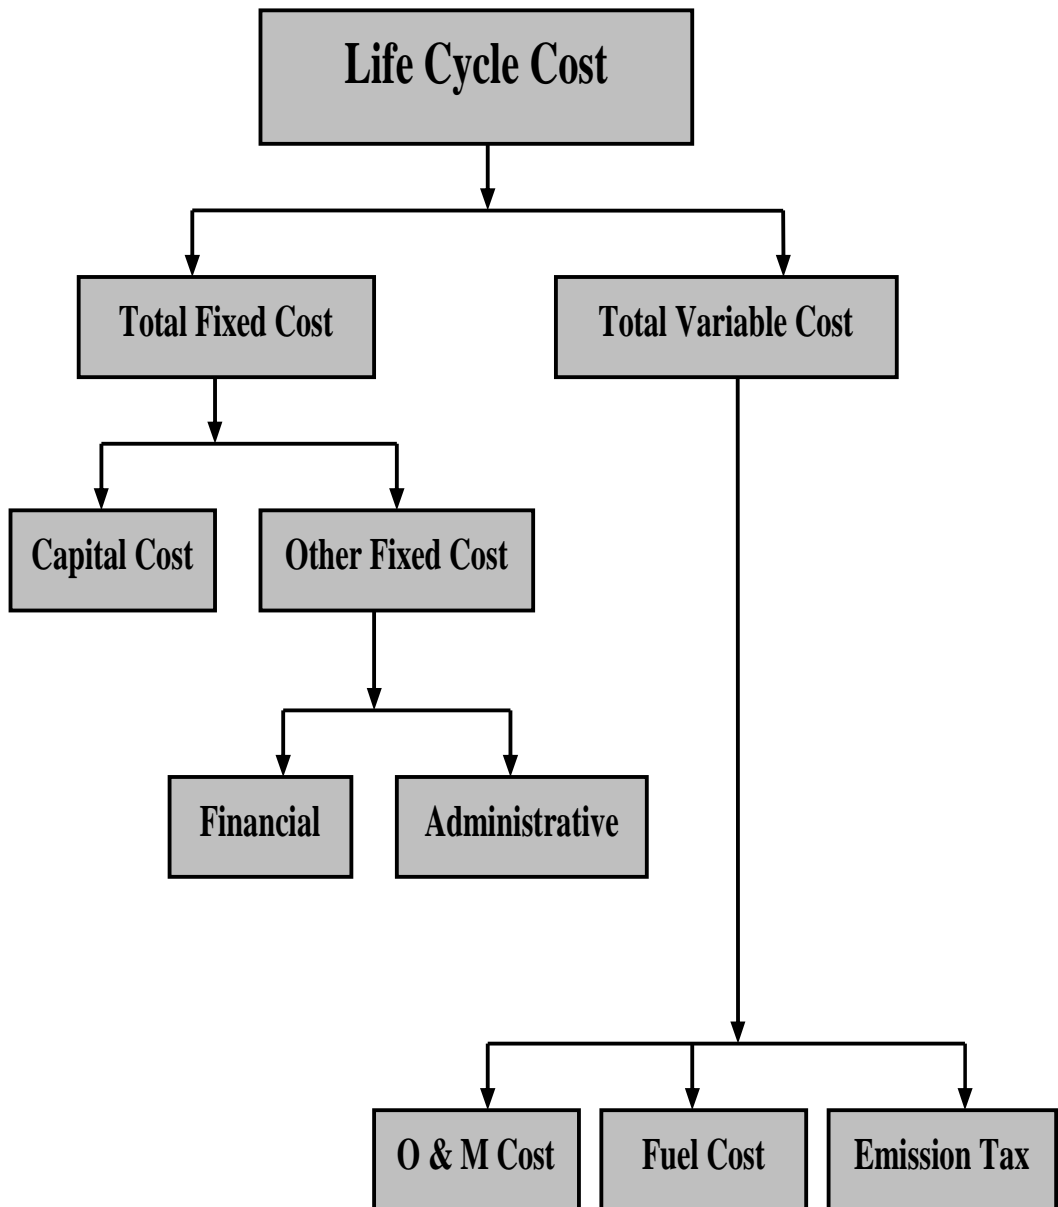 Life Cycle Cost
Total Fixed Cost
Total Variable Cost
Capital Cost
Other Fixed Cost
Financial
Administrative
O & M Cost
Fuel Cost
Emission Tax